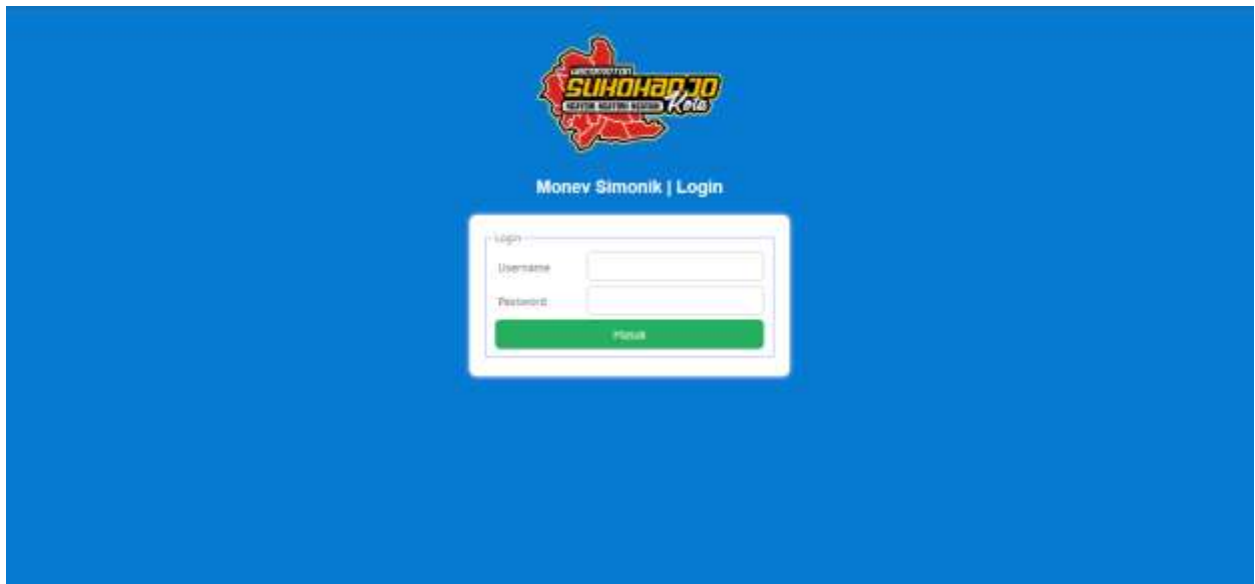 SUKOHARJO
Kota
Monev Simonik | Login
Login
Username
Password
Masuk